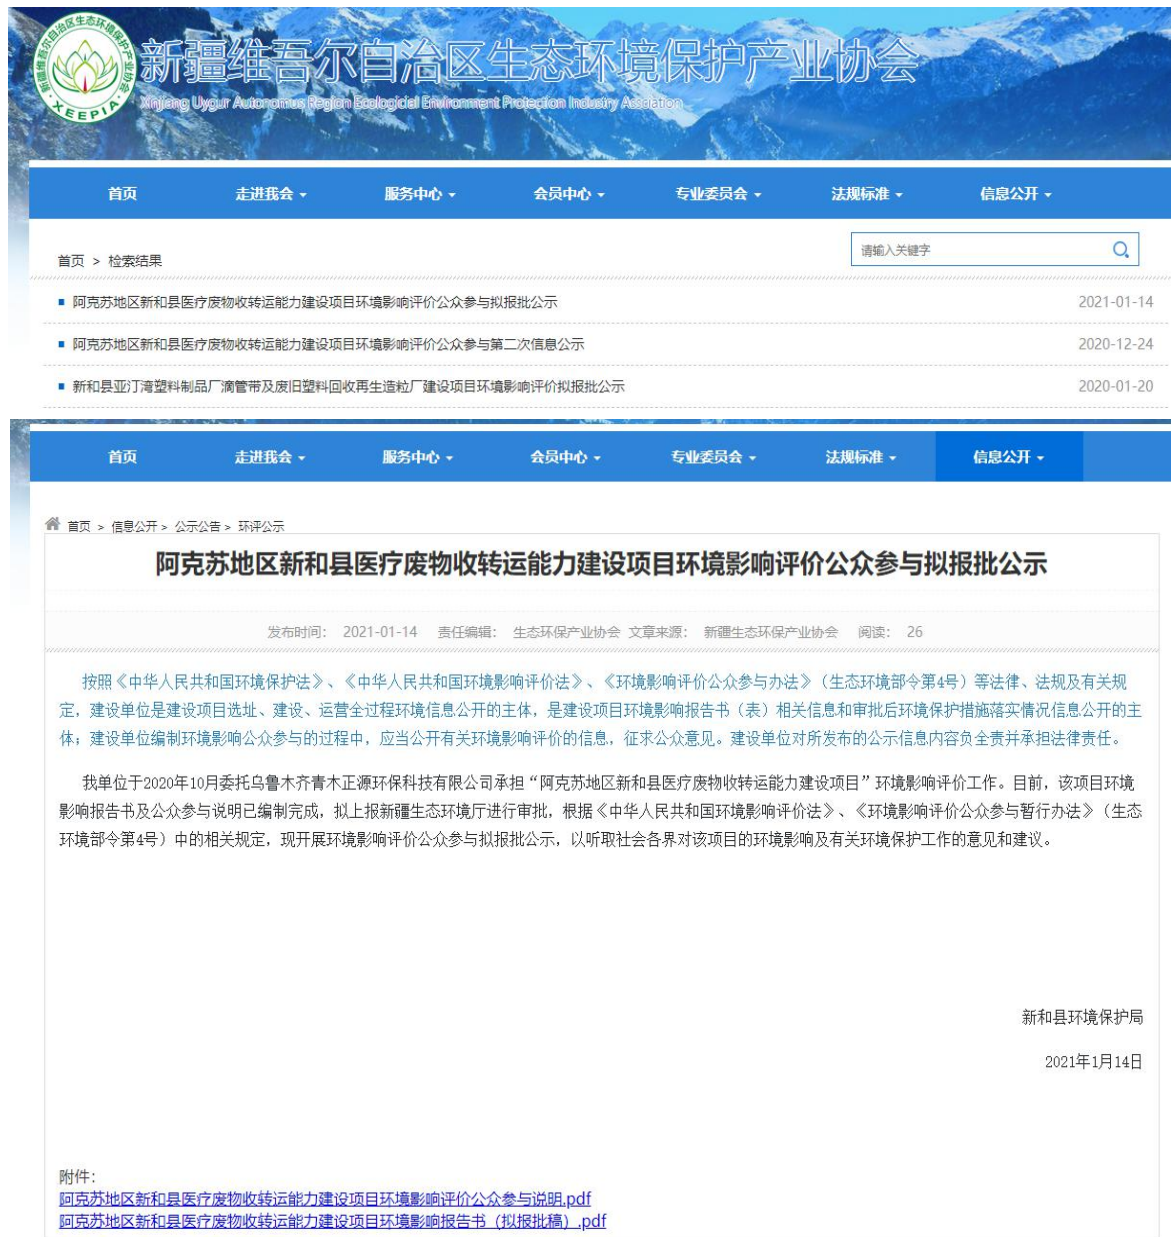 新疆维吾尔自治区生态环境保护产业协会
XEEPIA
新疆维吾尔自治区生态环境保护产业协会
Xinjiang Uygur Autonomus Region Ecologicial Environment Protection Industry Assciation
首页 走进我会 服务中心 会员中心 专业委员会 法规标准 信息公开
请输入关键字
首页 > 检索结果
阿克苏地区新和县医疗废物收转运能力建设项目环境影响评价公众参与拟报批公示 2021-01-14
阿克苏地区新和县医疗废物收转运能力建设项目环境影响评价公众参与第二次信息公示 2020-12-24
新和县亚汀湾塑料制品厂滴管带及废旧塑料回收再生造粒厂建设项目环境影响评价拟报批公示 2020-01-20
首页 走进我会 服务中心 会员中心 专业委员会 法规标准 信息公开
首页 > 信息公开 > 公示公告 > 环评公示
阿克苏地区新和县医疗废物收转运能力建设项目环境影响评价公众参与拟报批公示
发布时间： 2021-01-14 责任编辑： 生态环保产业协会 文章来源： 新疆生态环保产业协会 阅读： 26
按照《中华人民共和国环境保护法》、《中华人民共和国环境影响评价法》、《环境影响评价公众参与办法》（生态环境部令第4号）等法律、法规及有关规
定，建设单位是建设项目选址、建设、运营全过程环境信息公开的主体，是建设项目环境影响报告书（表）相关信息和审批后环境保护措施落实情况信息公开的主
体；建设单位编制环境影响公众参与的过程中，应当公开有关环境影响评价的信息，征求公众意见。建设单位对所发布的公示信息内容负全责并承担法律责任。
我单位于2020年10月委托乌鲁木齐青木正源环保科技有限公司承担“阿克苏地区新和县医疗废物收转运能力建设项目”环境影响评价工作。目前，该项目环境
影响报告书及公众参与说明已编制完成，拟上报新疆生态环境厅进行审批，根据《中华人民共和国环境影响评价法》、《环境影响评价公众参与暂行办法》（生态
环境部令第4号）中的相关规定，现开展环境影响评价公众参与拟报批公示，以听取社会各界对该项目的环境影响及有关环境保护工作的意见和建议。
新和县环境保护局
2021年1月14日
附件：
阿克苏地区新和县医疗废物收转运能力建设项目环境影响评价公众参与说明.pdf
阿克苏地区新和县医疗废物收转运能力建设项目环境影响报告书（拟报批稿）.pdf